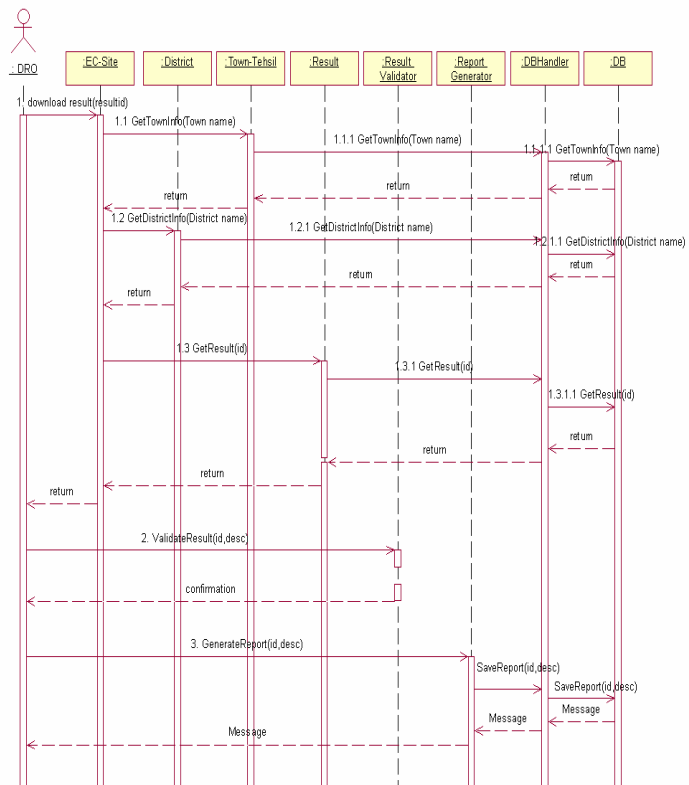 : DRO
:EC-Site
:District
:Town-Tehsil
:Result
:Result
Validator
:Report
Generator
:DBHandler
:DB
1. download result(resultid)
1.1 GetTownInfo(Town name)
1.1.1 GetTownInfo(Town name)
1.1.1.1 GetTownInfo(Town name)
return
return
return
1.2 GetDistrictInfo(District name)
1.2.1 GetDistrictInfo(District name)
1.2.1.1 GetDistrictInfo(District name)
return
return
return
1.3 GetResult(id)
1.3.1 GetResult(id)
1.3.1.1 GetResult(id)
return
return
return
return
2. ValidateResult(id,desc)
confirmation
3. GenerateReport(id,desc)
SaveReport(id,desc)
SaveReport(id,desc)
Message
Message
Message